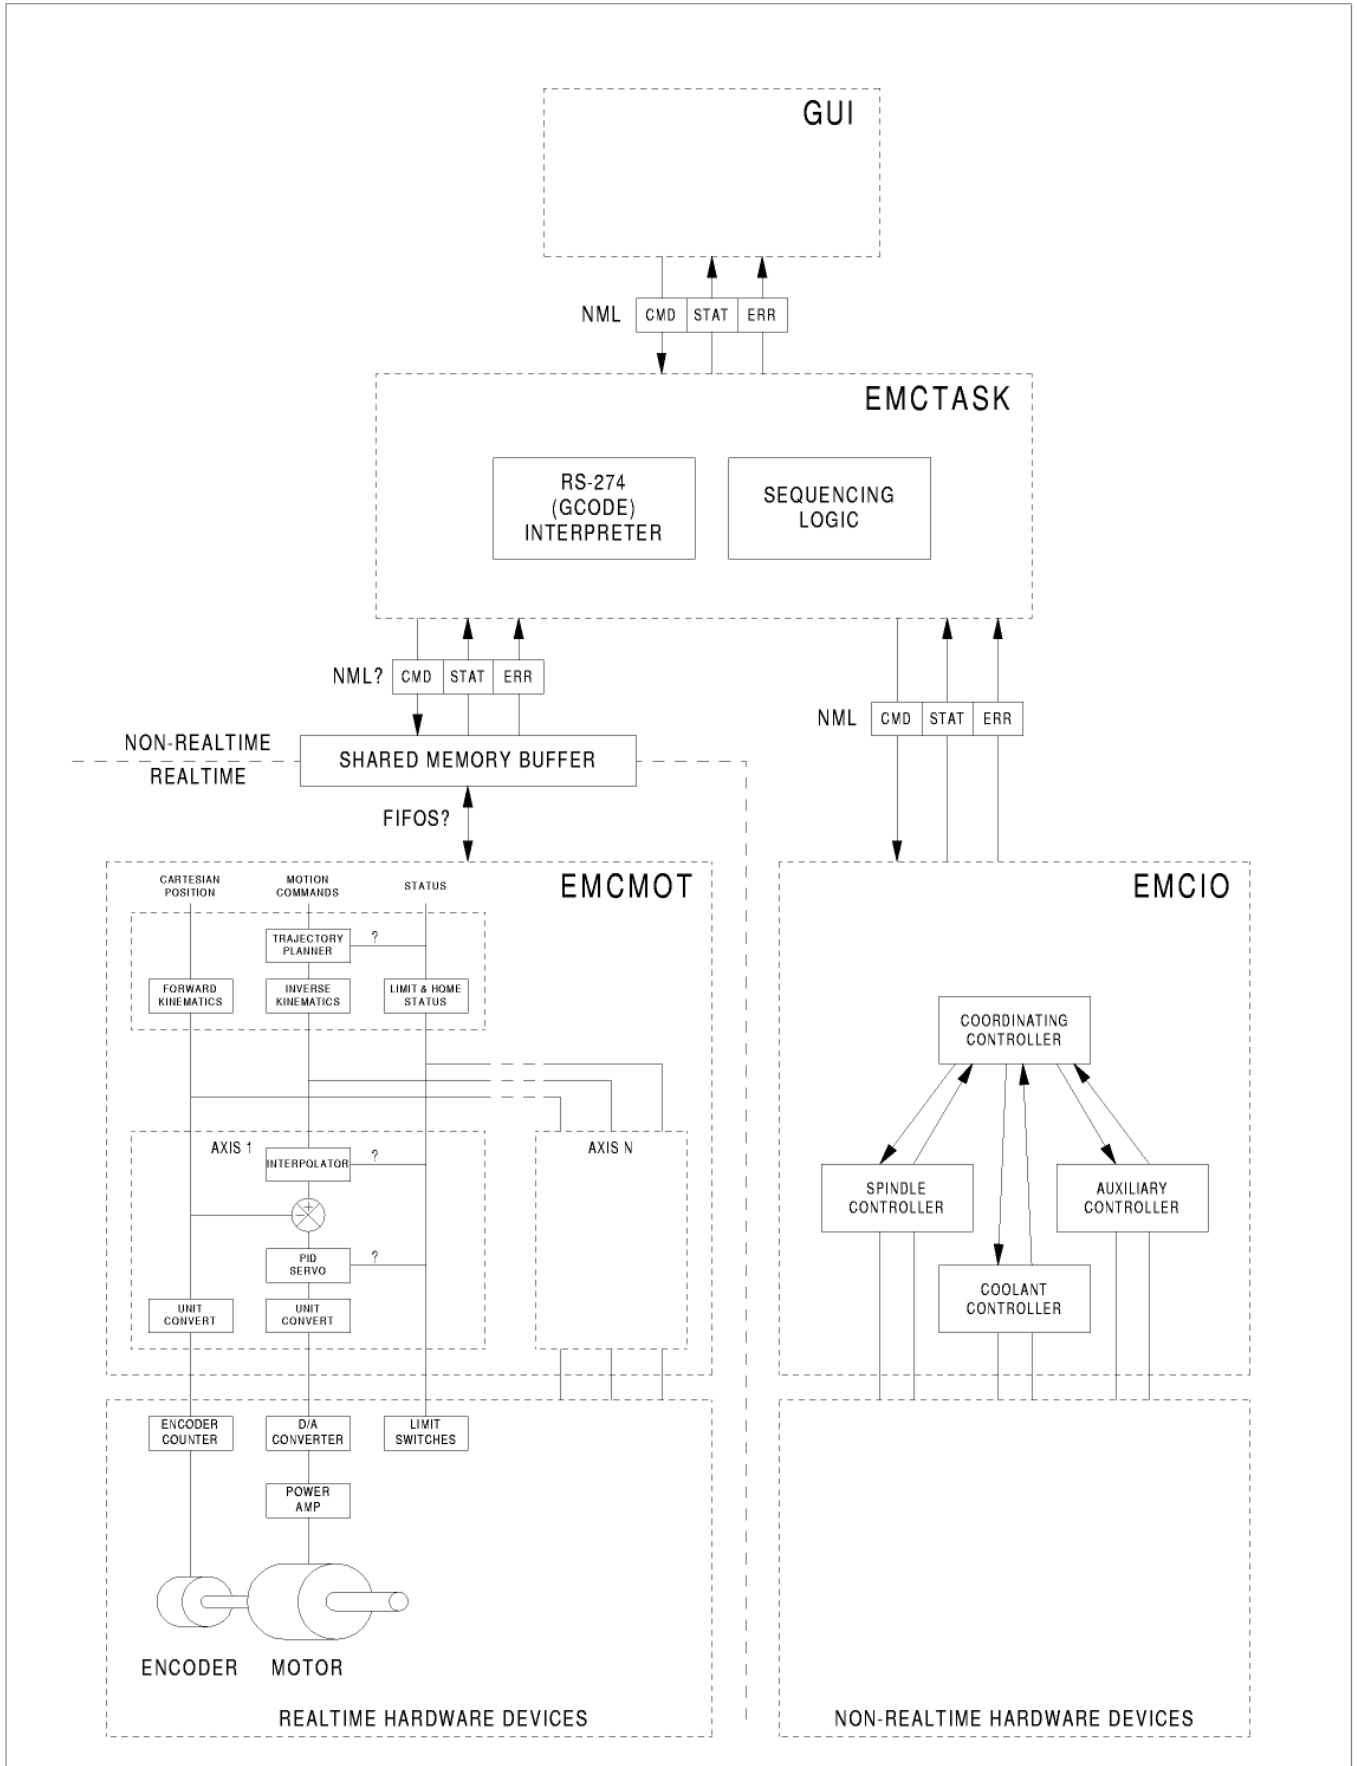 GUI
NML
CMD
STAT
ERR
EMCTASK
RS-274
(GCODE)
INTERPRETER
SEQUENCING
LOGIC
NML?
CMD
STAT
ERR
NML
CMD
STAT
ERR
NON-REALTIME
REALTIME
SHARED MEMORY BUFFER
FIFOS?
EMCMOT
CARTESIAN
POSITION
MOTION
COMMANDS
STATUS
TRAJECTORY
PLANNER
?
FORWARD
KINEMATICS
INVERSE
KINEMATICS
LIMIT & HOME
STATUS
AXIS 1
INTERPOLATOR
?
+
−
PID
SERVO
?
UNIT
CONVERT
UNIT
CONVERT
AXIS N
EMCIO
COORDINATING
CONTROLLER
SPINDLE
CONTROLLER
AUXILIARY
CONTROLLER
COOLANT
CONTROLLER
ENCODER
COUNTER
D/A
CONVERTER
LIMIT
SWITCHES
POWER
AMP
ENCODER
MOTOR
REALTIME HARDWARE DEVICES
NON-REALTIME HARDWARE DEVICES